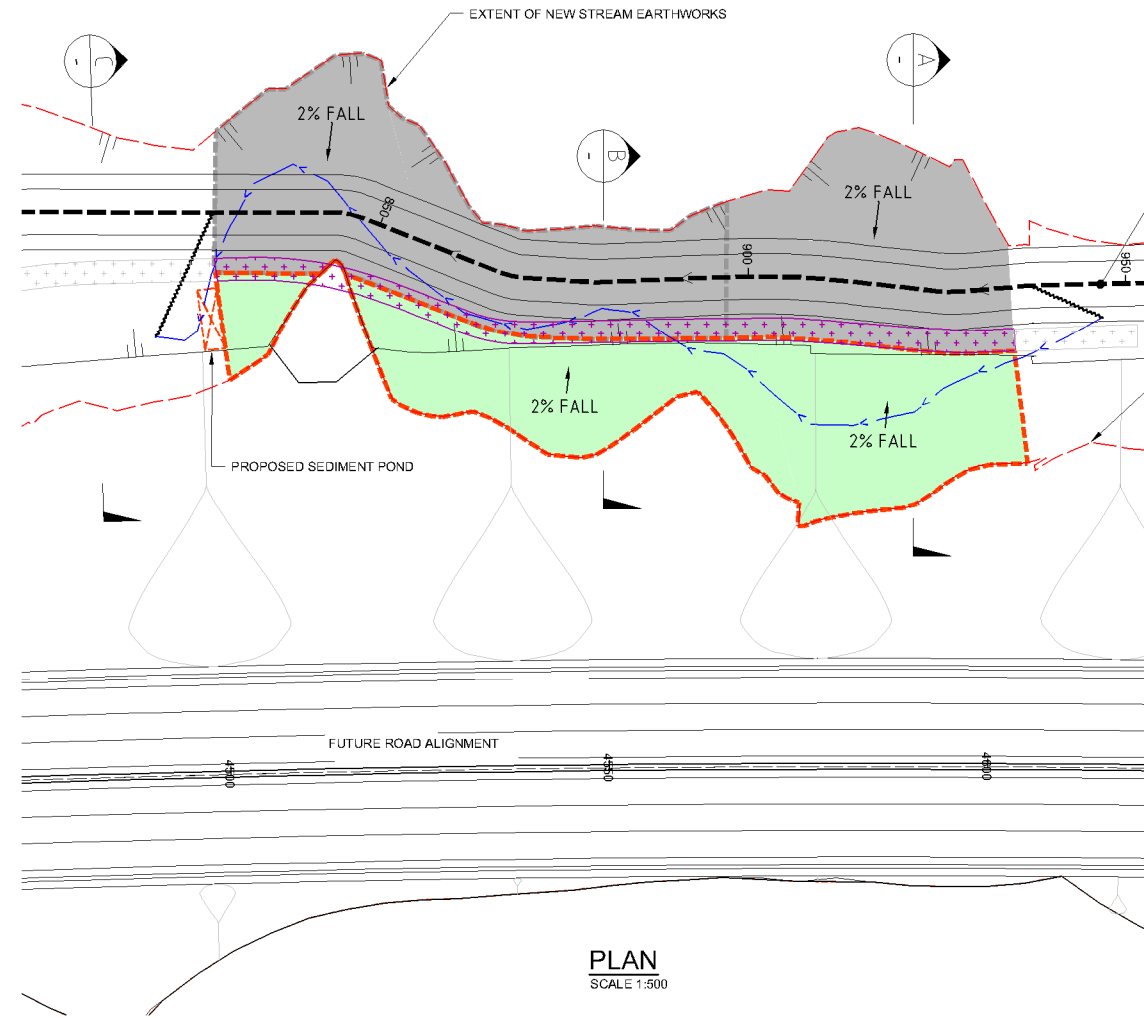 EXTENT OF NEW STREAM EARTHWORKS
C
-
A
-
2% FALL
B
-
2% FALL
850
900
950
2% FALL
2% FALL
PROPOSED SEDIMENT POND
FUTURE ROAD ALIGNMENT
4500
4550
4600
PLAN
SCALE 1:500